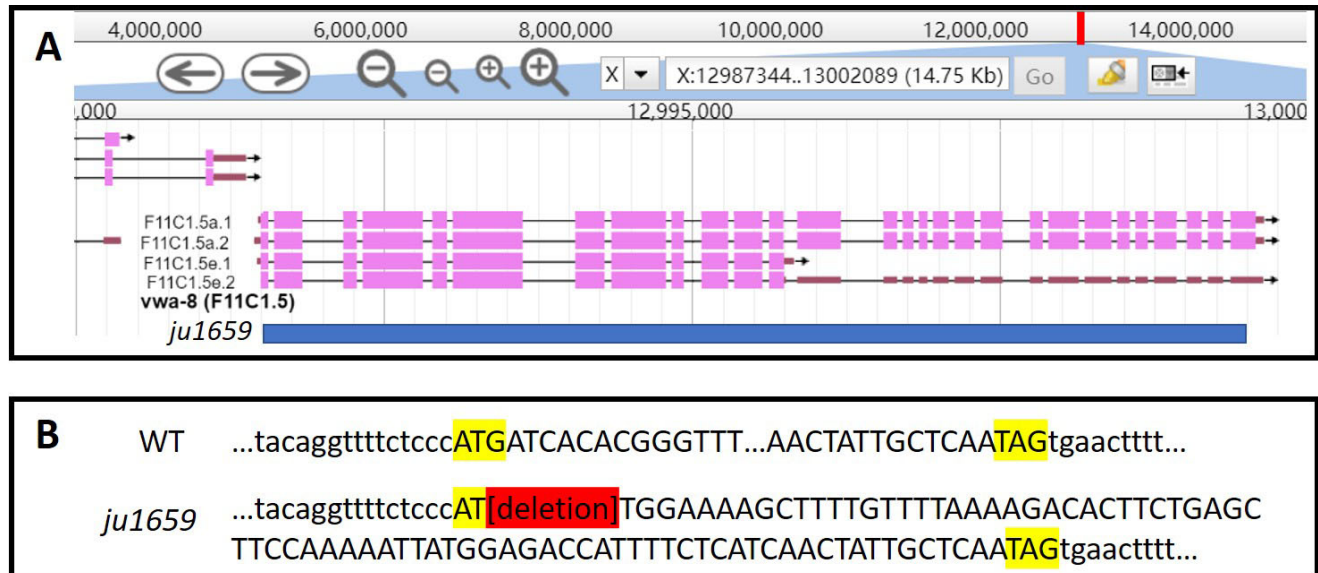 A
4,000,000 6,000,000 8,000,000 10,000,000 12,000,000 14,000,000
X X:12987344..13002089 (14.75 Kb) Go
,000 12,995,000 13,000
F11C1.5a.1
F11C1.5a.2
F11C1.5e.1
F11C1.5e.2
vwa-8 (F11C1.5)
ju1659
B
WT ...tacaggttttctcccATGATCACACGGGTTT...AACTATTGCTCAATAGtgaactttt...
ju1659 ...tacaggttttctcccAT[deletion]TGGAAAAGCTTTTGTTTTAAAAGACACTTCTGAGC
TTCCAAAAATTATGGAGACCATTTTCTCATCAACTATTGCTCAATAGtgaactttt...